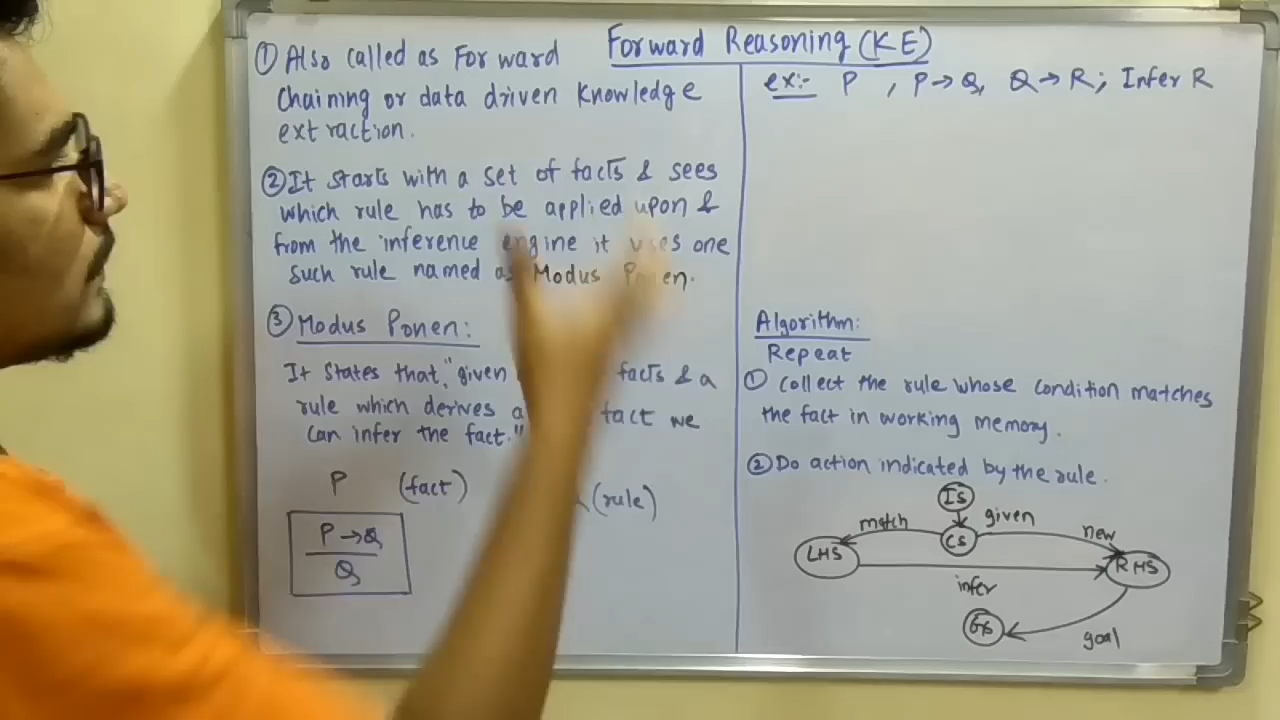 Forward Reasoning (KE)
① Also called as Forward
Chaining or data driven Knowledge
extraction.
② It starts with a set of facts & sees
which rule has to be applied upon &
from the inference engine it uses one
such rule named as Modus Ponen.
③ Modus Ponen:
It states that, "given facts & a
rule which derives a fact we
can infer the fact."
P (fact) (rule)
P → Q
Q
ex:- P , P→Q, Q→R; Infer R
Algorithm:
Repeat
① Collect the rule whose condition matches
the fact in working memory.
② Do action indicated by the rule.
IS
match CS given new
LHS RHS
infer
GS goal